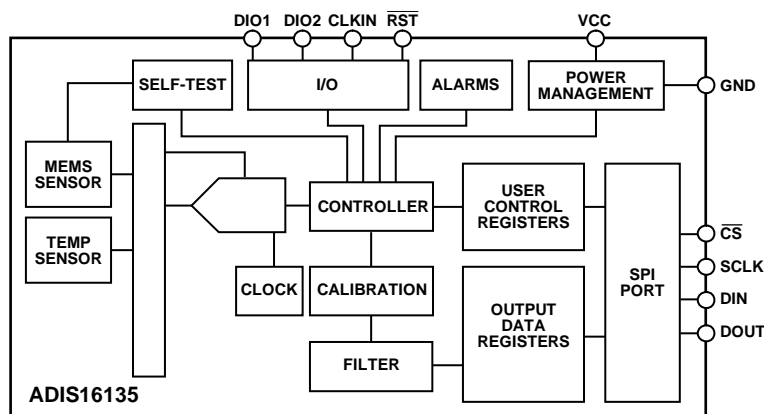 DIO1 DIO2 CLKIN RST VCC
SELF-TEST
I/O
ALARMS
POWER
MANAGEMENT
GND
MEMS
SENSOR
CONTROLLER
USER
CONTROL
REGISTERS
TEMP
SENSOR
CLOCK
CALIBRATION
FILTER
OUTPUT
DATA
REGISTERS
SPI
PORT
CS
SCLK
DIN
DOUT
ADIS16135